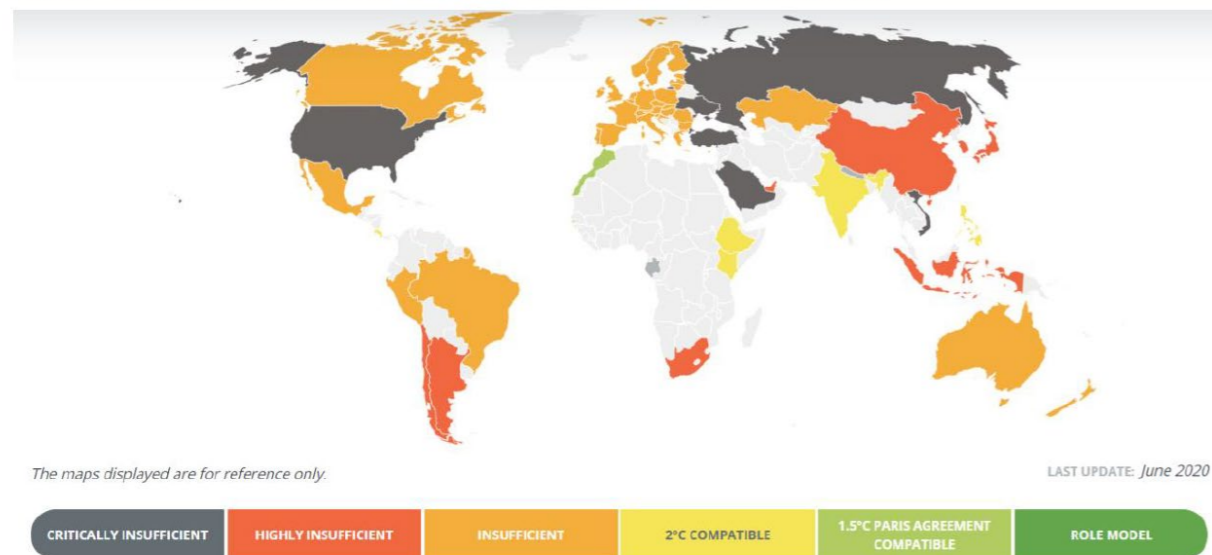 The maps displayed are for reference only.
LAST UPDATE: June 2020
CRITICALLY INSUFFICIENT
HIGHLY INSUFFICIENT
INSUFFICIENT
2°C COMPATIBLE
1.5°C PARIS AGREEMENT
COMPATIBLE
ROLE MODEL